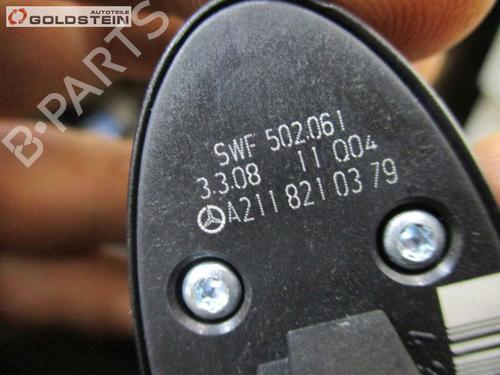 AUTOTEILE
GOLDSTEIN
B-PARTS
SWF 502.061
3.3.08 11 Q04
A211 821 03 79